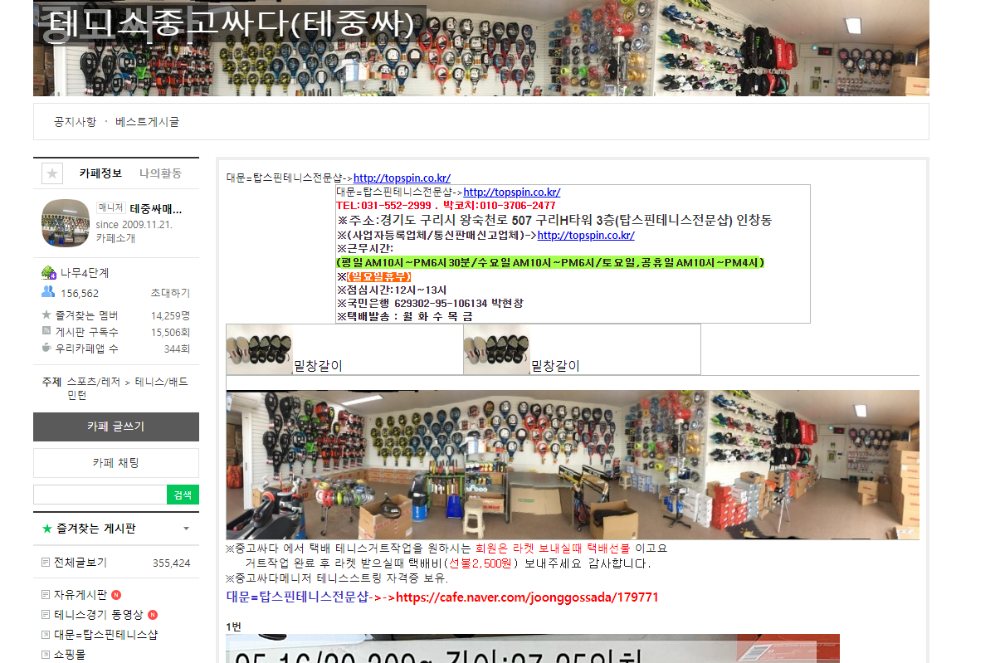 테니스중고싸다(테중싸)
공지사항 · 베스트게시글
카페정보 나의활동
매니저 테중싸매...
since 2009.11.21.
카페소개
나무4단계
156,562 초대하기
즐겨찾는 멤버 14,259명
게시판 구독수 15,506회
우리카페앱 수 344회
주제 스포츠/레저 > 테니스/배드
민턴
카페 글쓰기
카페 채팅
검색
★ 즐겨찾는 게시판
전체글보기 355,424
자유게시판 N
테니스경기 동영상 N
대문=탑스핀테니스샵
쇼핑몰
대문=탑스핀테니스전문샵->http://topspin.co.kr/
대문=탑스핀테니스전문샵->http://topspin.co.kr/
TEL:031-552-2999 . 박코치:010-3706-2477
※주소:경기도 구리시 왕숙천로 507 구리H타워 3층(탑스핀테니스전문샵) 인창동
※(사업자등록업체/통신판매신고업체)->http://topspin.co.kr/
※근무시간:
(평일AM10시~PM6시30분/수요일AM10시~PM6시/토요일,공휴일AM10시~PM4시)
※(일요일휴무)
※점심시간:12시~13시
※국민은행 629302-95-106134 박현창
※택배발송 : 월 화 수 목 금
밑창갈이 밑창갈이
※중고싸다 에서 택배 테니스거트작업을 원하시는 회원은 라켓 보내실때 택배선불 이고요
거트작업 완료 후 라켓 받으실때 택배비(선불2,500원) 보내주세요 감사합니다.
※중고싸다메니저 테니스스트링 자격증 보유.
대문=탑스핀테니스전문샵->->https://cafe.naver.com/joonggossada/179771
1번